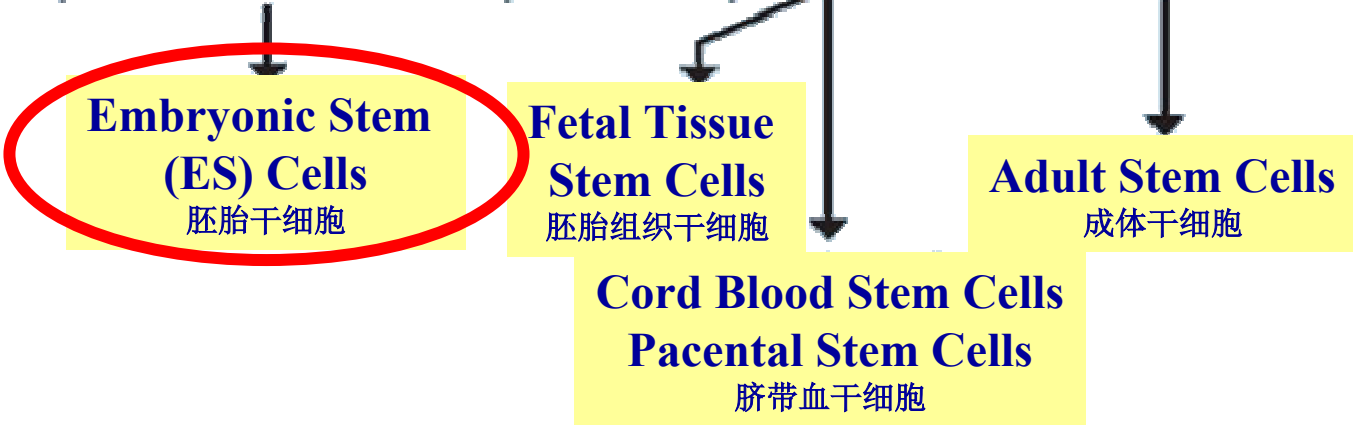 Embryonic Stem
(ES) Cells
胚胎干细胞
Fetal Tissue
Stem Cells
胚胎组织干细胞
Adult Stem Cells
成体干细胞
Cord Blood Stem Cells
Pacental Stem Cells
脐带血干细胞